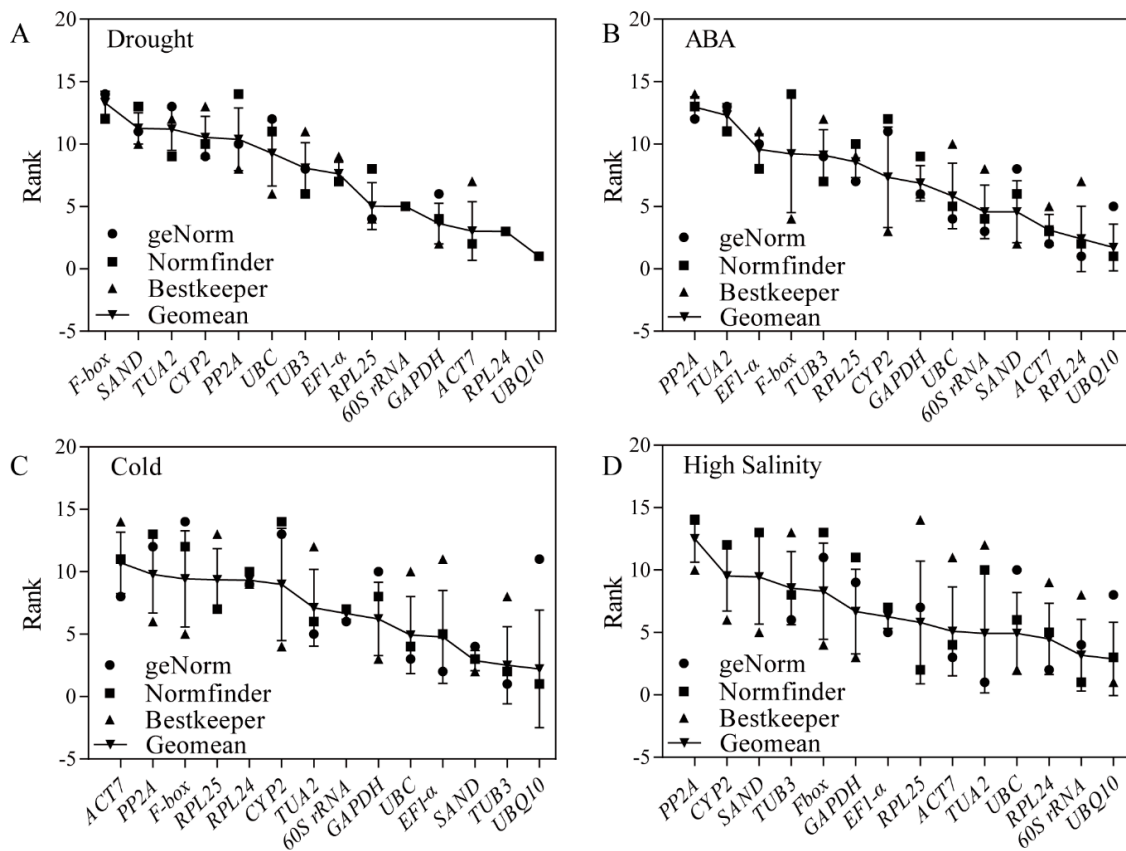 A
Drought
20
15
10
5
0
-5
Rank
geNorm
Normfinder
Bestkeeper
Geomean
F-box
SAND
TUA2
CYP2
PP2A
UBC
TUB3
EF1-α
RPL25
60S rRNA
GAPDH
ACT7
RPL24
UBQ10
B
ABA
20
15
10
5
0
-5
Rank
geNorm
Normfinder
Bestkeeper
Geomean
PP2A
TUA2
EF1-α
F-box
TUB3
RPL25
CYP2
GAPDH
UBC
60S rRNA
SAND
ACT7
RPL24
UBQ10
C
Cold
20
15
10
5
0
-5
Rank
geNorm
Normfinder
Bestkeeper
Geomean
ACT7
PP2A
F-box
RPL25
RPL24
CYP2
TUA2
60S rRNA
GAPDH
UBC
EF1-α
SAND
TUB3
UBQ10
D
High Salinity
20
15
10
5
0
-5
Rank
geNorm
Normfinder
Bestkeeper
Geomean
PP2A
CYP2
SAND
TUB3
Fbox
GAPDH
EF1-α
RPL25
ACT7
TUA2
UBC
RPL24
60S rRNA
UBQ10